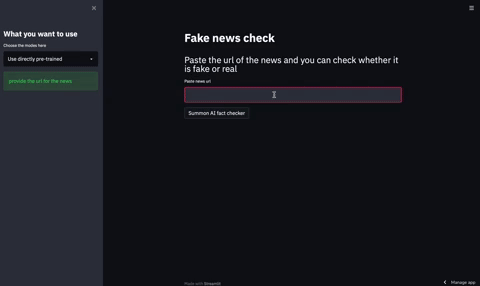 What you want to use
Choose the modes here
Use directly pre-trained
provide the url for the news
Fake news check
Paste the url of the news and you can check whether it
is fake or real
Paste news url
Summon AI fact checker
Made with Streamlit
Manage app